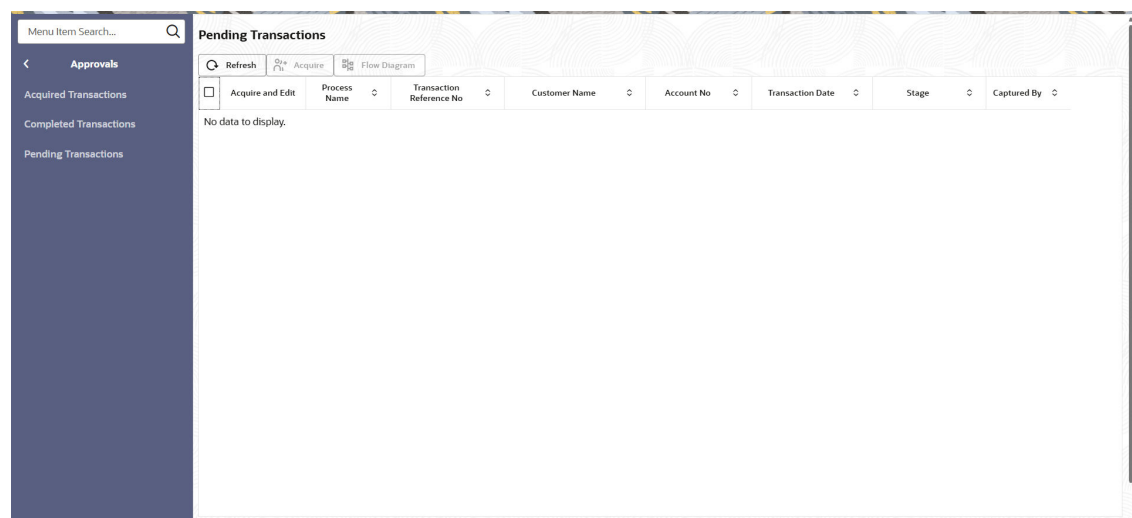 Menu Item Search...
Approvals
Acquired Transactions
Completed Transactions
Pending Transactions
Pending Transactions
Refresh Acquire Flow Diagram
Acquire and Edit Process Name Transaction Reference No Customer Name Account No Transaction Date Stage Captured By
No data to display.